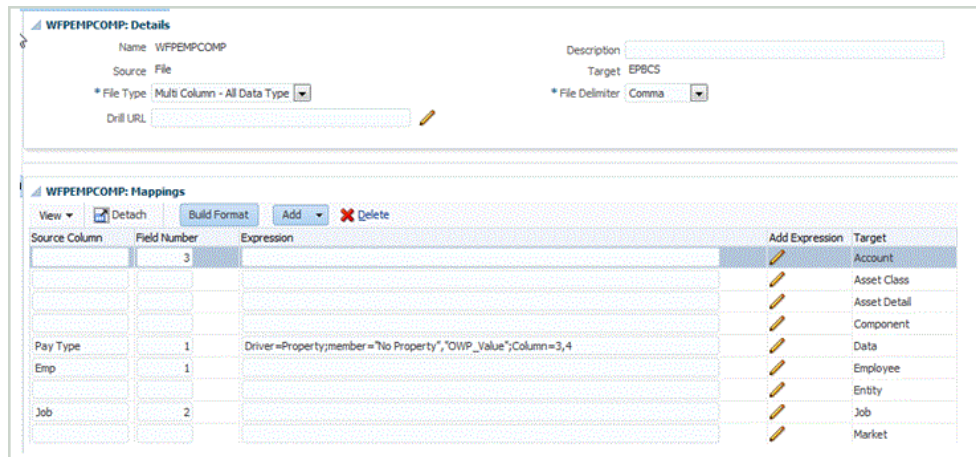 WFPEMPCOMP: Details
Name WFPEMPCOMP
Description
Source File
Target EPBCS
* File Type Multi Column - All Data Type
* File Delimiter Comma
Drill URL
WFPEMPCOMP: Mappings
View Detach Build Format Add Delete
Source Column Field Number Expression Add Expression Target
3 Account
Asset Class
Asset Detail
Component
Pay Type 1 Driver=Property;member="No Property","OWP_Value";Column=3,4 Data
Emp 1 Employee
Entity
Job 2 Job
Market